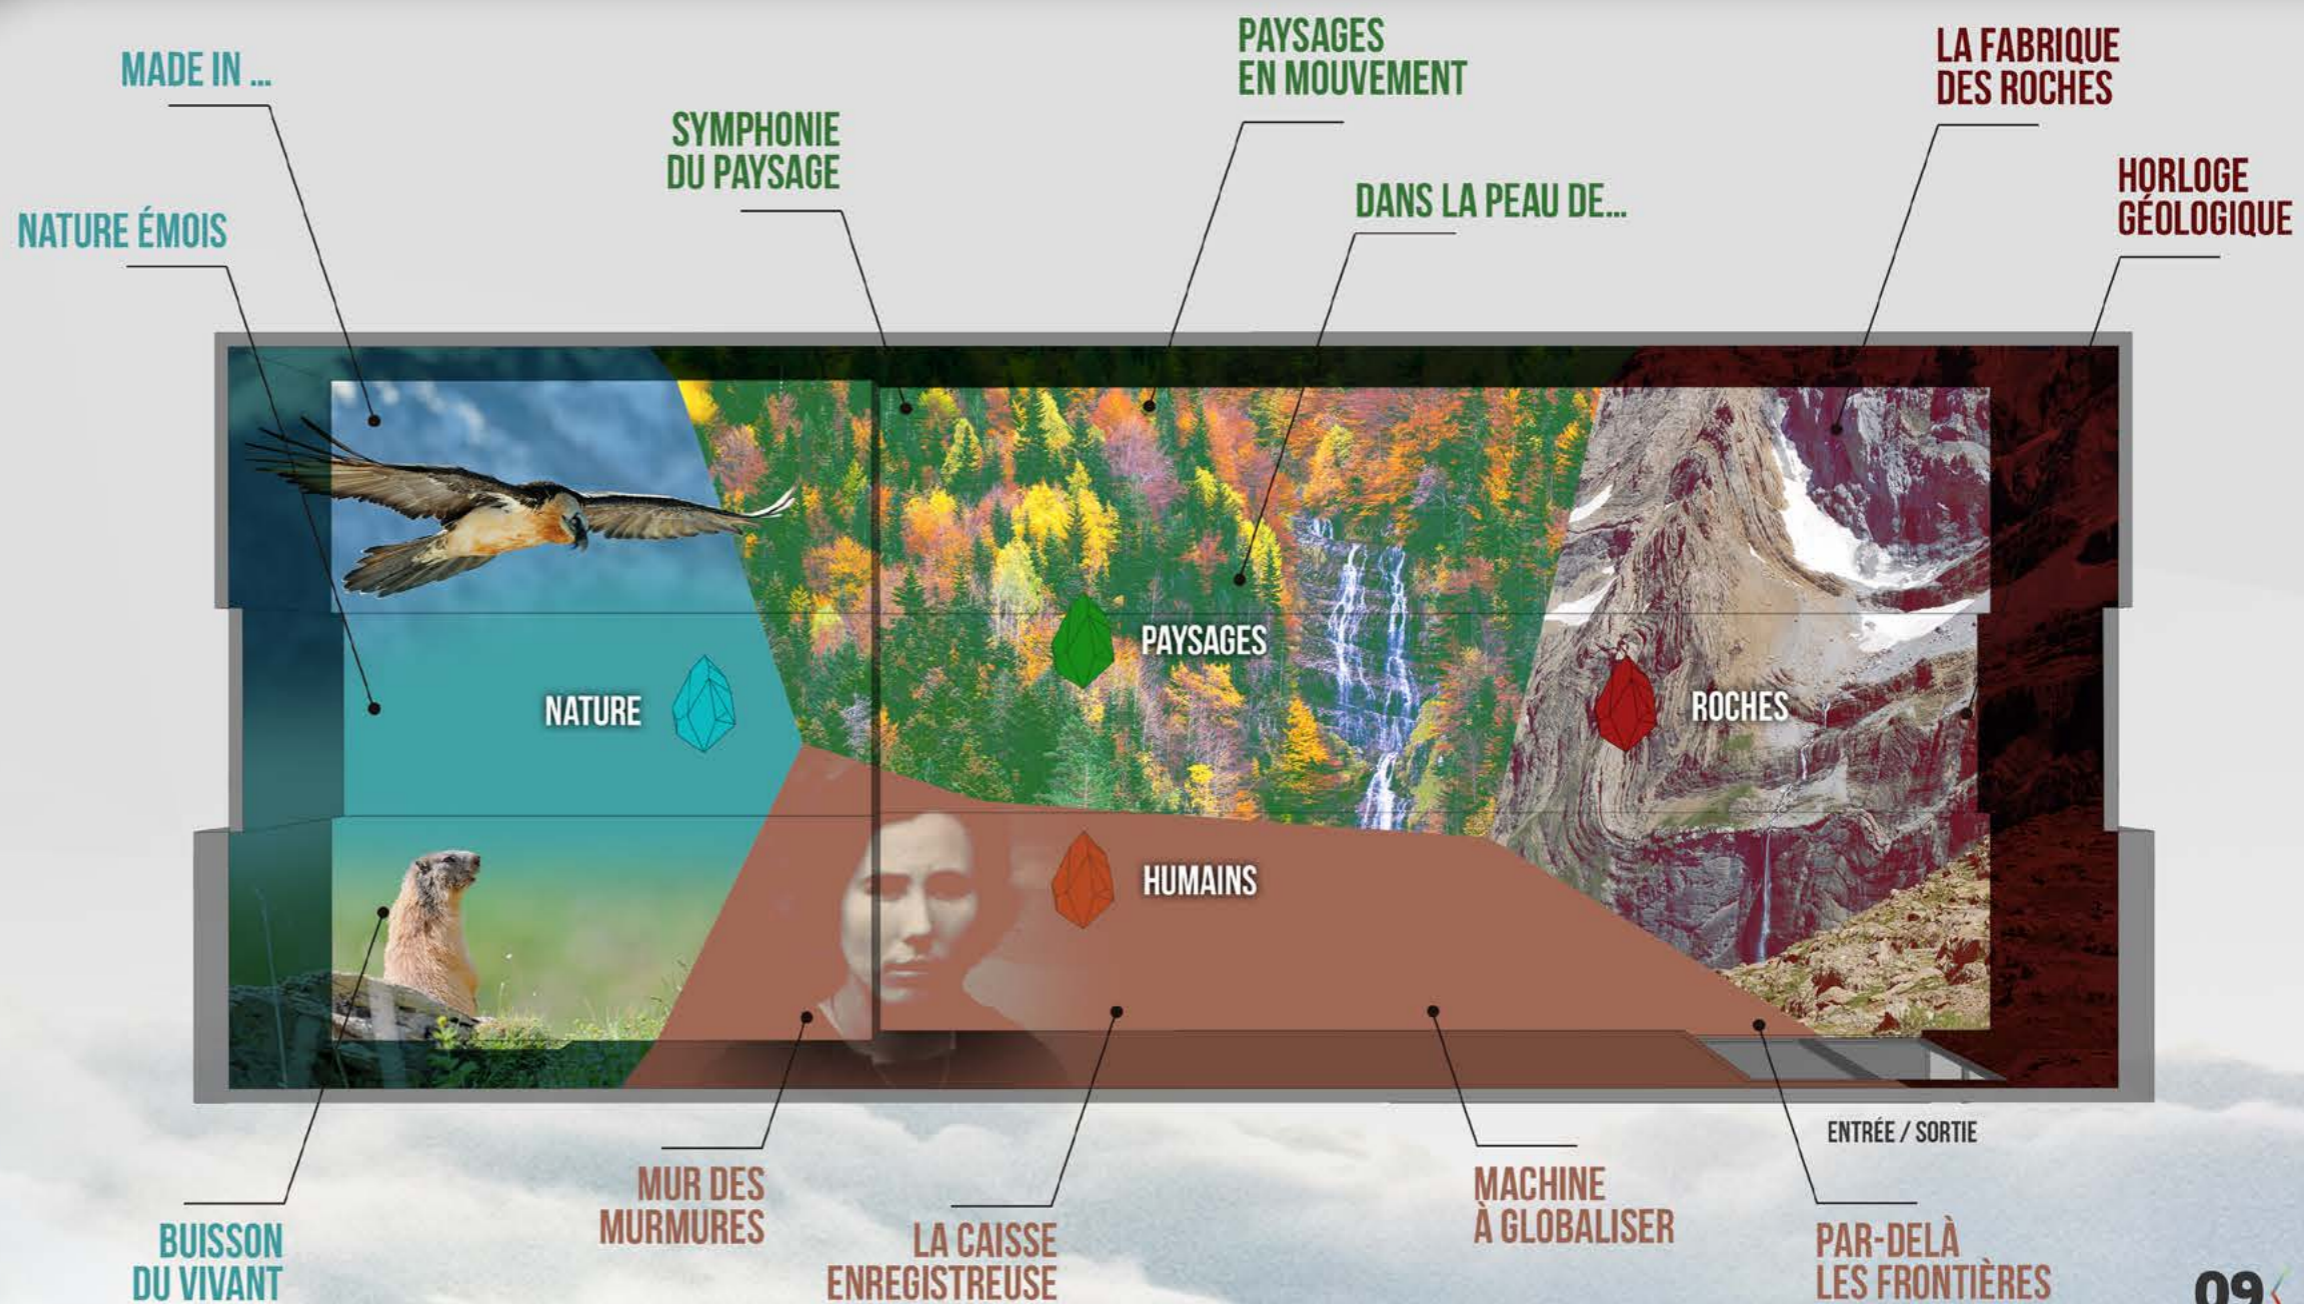 MADE IN ...
NATURE ÉMOIS
SYMPHONIE
DU PAYSAGE
PAYSAGES
EN MOUVEMENT
DANS LA PEAU DE...
LA FABRIQUE
DES ROCHES
HORLOGE
GÉOLOGIQUE
NATURE
PAYSAGES
ROCHES
HUMAINS
ENTRÉE / SORTIE
BUISSON
DU VIVANT
MUR DES
MURMURES
LA CAISSE
ENREGISTREUSE
MACHINE
À GLOBALISER
PAR-DELÀ
LES FRONTIÈRES
09